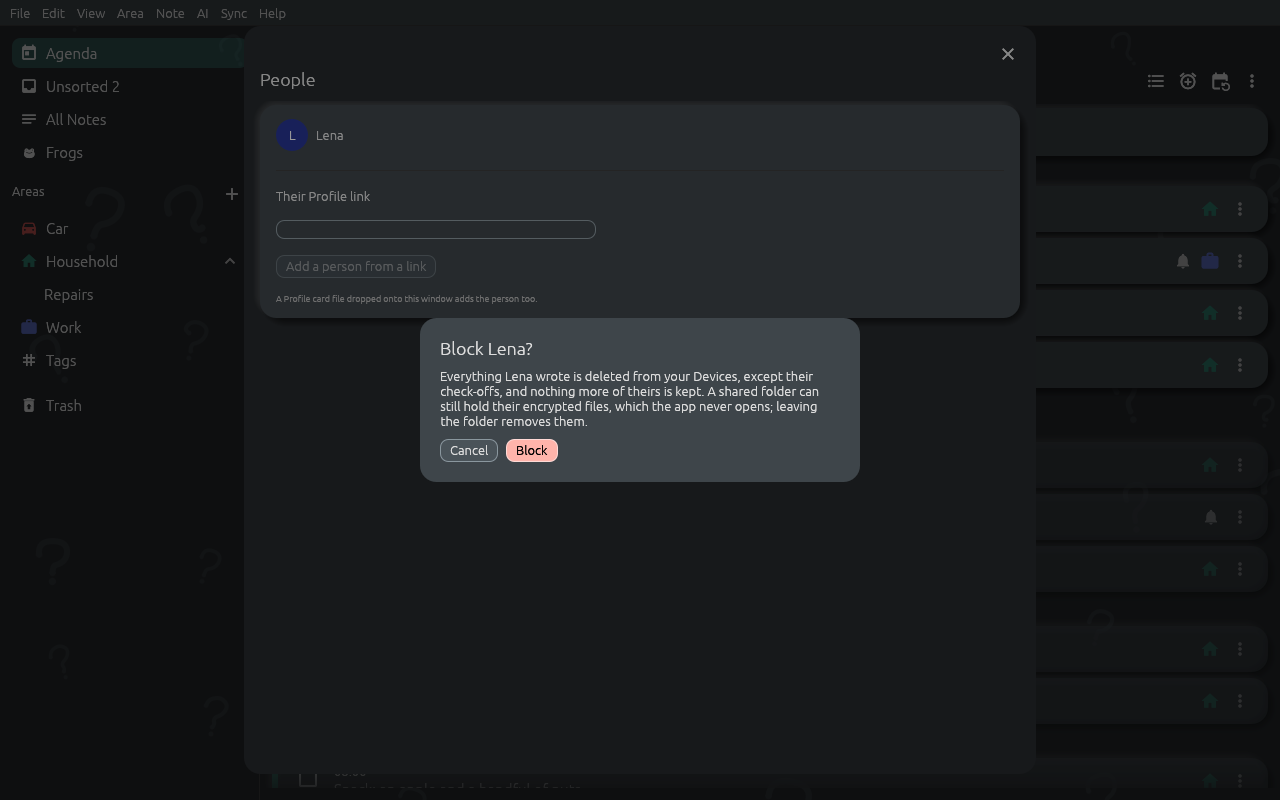 File Edit View Area Note AI Sync Help
Agenda
Unsorted 2
All Notes
Frogs
Areas
Car
Household
Repairs
Work
Tags
Trash
People
L Lena
Their Profile link
Add a person from a link
A Profile card file dropped onto this window adds the person too.
Block Lena?
Everything Lena wrote is deleted from your Devices, except their
check-offs, and nothing more of theirs is kept. A shared folder can
still hold their encrypted files, which the app never opens; leaving
the folder removes them.
Cancel Block